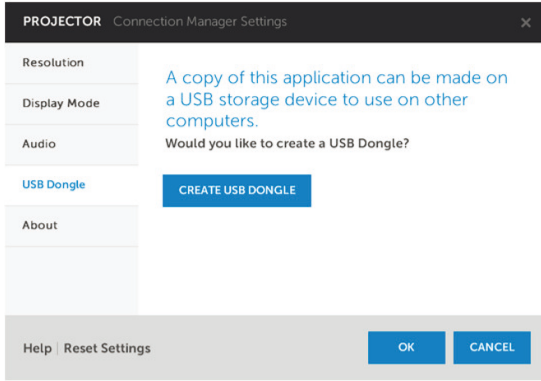 PROJECTOR Connection Manager Settings ×
Resolution
Display Mode
Audio
USB Dongle
About
A copy of this application can be made on
a USB storage device to use on other
computers.
Would you like to create a USB Dongle?
CREATE USB DONGLE
Help | Reset Settings
OK
CANCEL